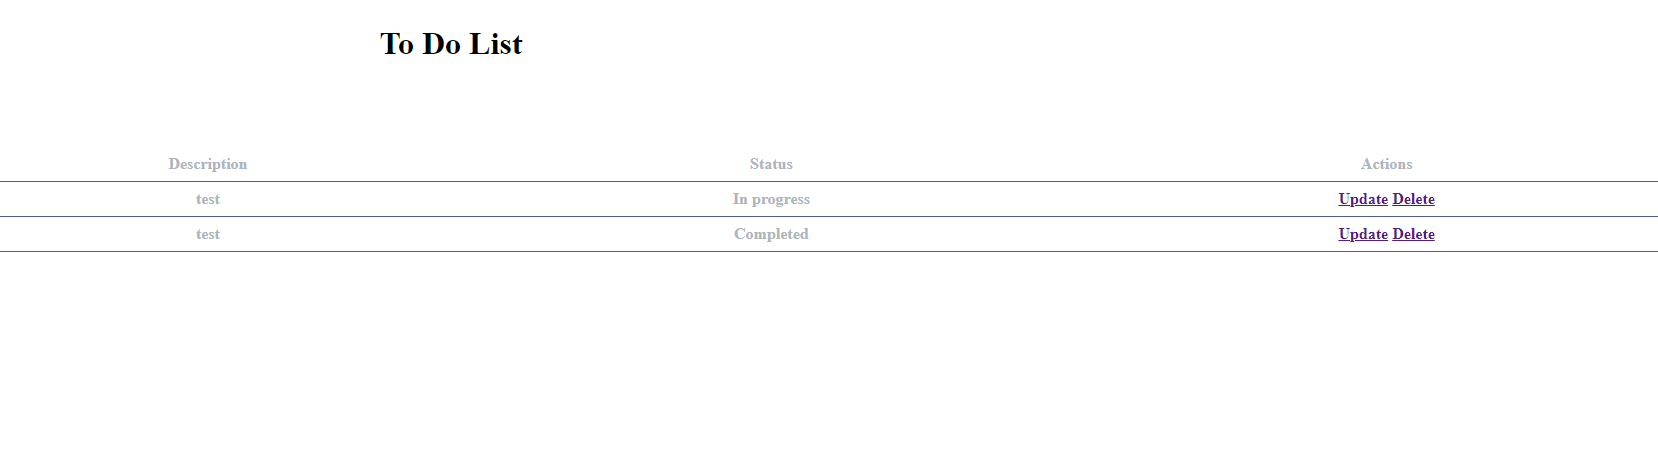 To Do List
Description Status Actions
test In progress Update Delete
test Completed Update Delete